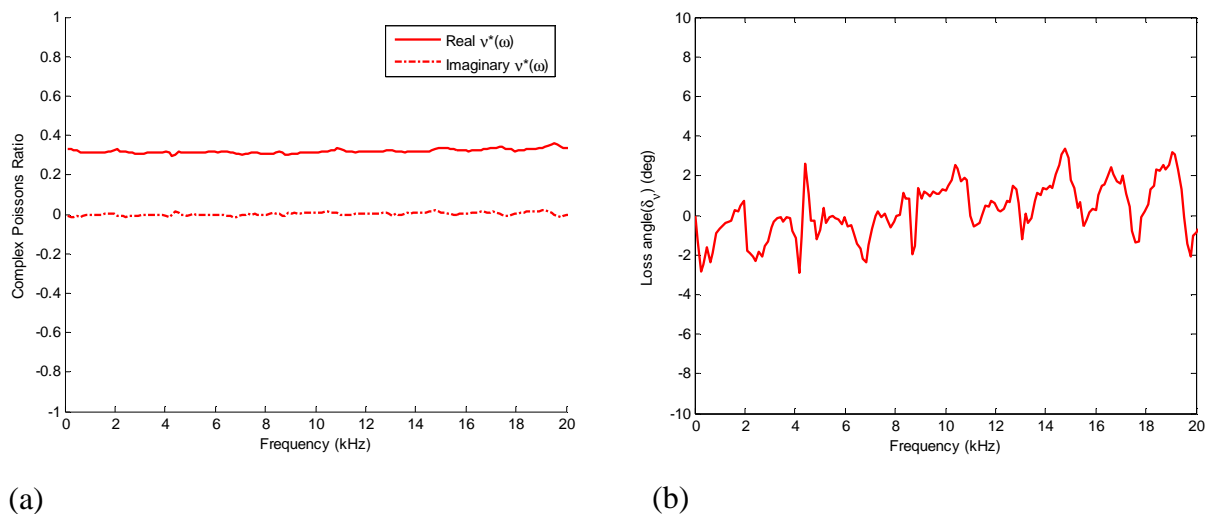 1
0.8
0.6
0.4
0.2
0
-0.2
-0.4
-0.6
-0.8
-1
Complex Poissons Ratio
Real ν*(ω)
Imaginary ν*(ω)
0 2 4 6 8 10 12 14 16 18 20
Frequency (kHz)
(a)
10
8
6
4
2
0
-2
-4
-6
-8
-10
Loss angle(δ_ν) (deg)
0 2 4 6 8 10 12 14 16 18 20
Frequency (kHz)
(b)